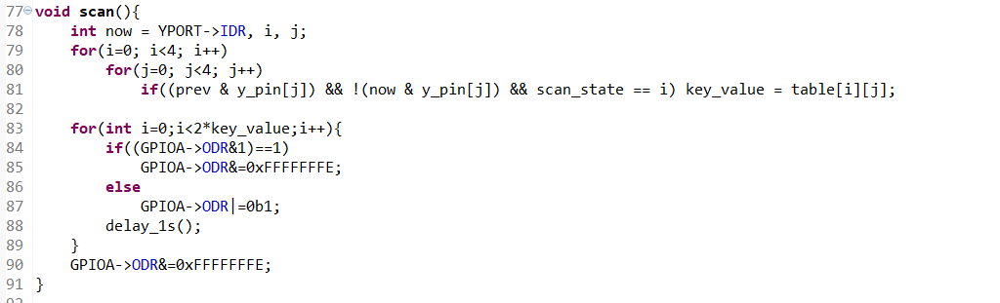 77 void scan(){
78 int now = YPORT->IDR, i, j;
79 for(i=0; i<4; i++)
80 for(j=0; j<4; j++)
81 if((prev & y_pin[j]) && !(now & y_pin[j]) && scan_state == i) key_value = table[i][j];
82
83 for(int i=0;i<2*key_value;i++){
84 if((GPIOA->ODR&1)==1)
85 GPIOA->ODR&=0xFFFFFFFE;
86 else
87 GPIOA->ODR|=0b1;
88 delay_1s();
89 }
90 GPIOA->ODR&=0xFFFFFFFE;
91 }